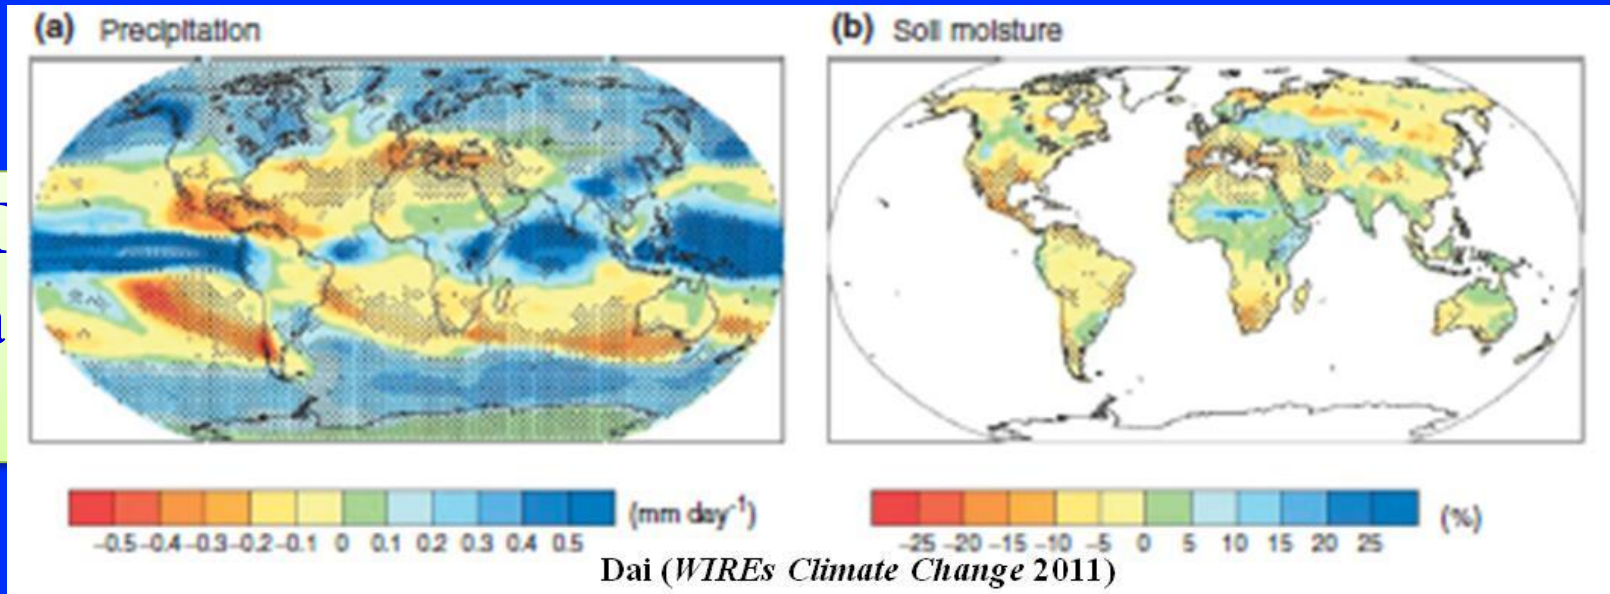 (a) Precipitation
(b) Soil moisture
−0.5 −0.4 −0.3 −0.2 −0.1 0 0.1 0.2 0.3 0.4 0.5
(mm day⁻¹)
−25 −20 −15 −10 −5 0 5 10 15 20 25
(%)
Dai (WIREs Climate Change 2011)